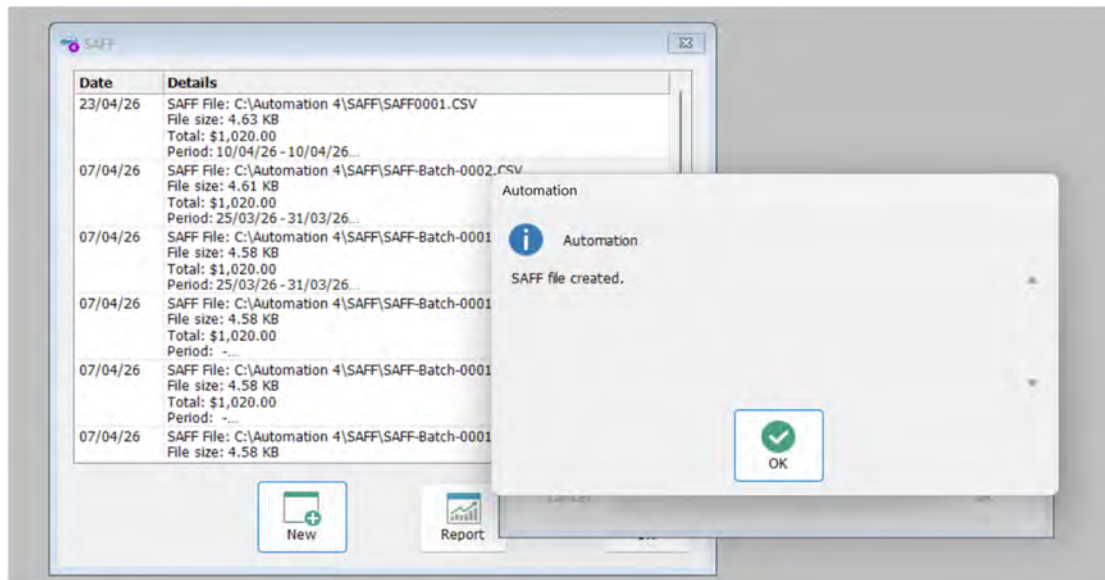 SAFF
Date Details
23/04/26 SAFF File: C:\Automation 4\SAFF\SAFF0001.CSV
File size: 4.63 KB
Total: $1,020.00
Period: 10/04/26 - 10/04/26...
07/04/26 SAFF File: C:\Automation 4\SAFF\SAFF-Batch-0002.CSV
File size: 4.61 KB
Total: $1,020.00
Period: 25/03/26 - 31/03/26...
07/04/26 SAFF File: C:\Automation 4\SAFF\SAFF-Batch-0001
File size: 4.58 KB
Total: $1,020.00
Period: 25/03/26 - 31/03/26...
07/04/26 SAFF File: C:\Automation 4\SAFF\SAFF-Batch-0001
File size: 4.58 KB
Total: $1,020.00
Period: -...
07/04/26 SAFF File: C:\Automation 4\SAFF\SAFF-Batch-0001
File size: 4.58 KB
Total: $1,020.00
Period: -...
07/04/26 SAFF File: C:\Automation 4\SAFF\SAFF-Batch-0001
File size: 4.58 KB
New
Report
Automation
Automation
SAFF file created.
OK